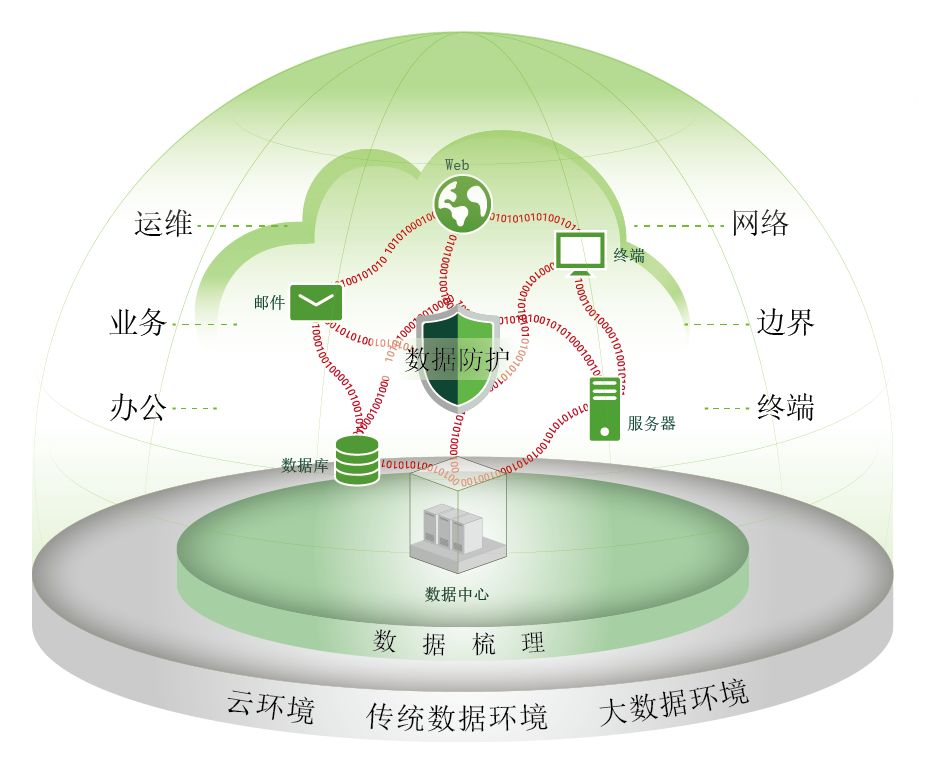 Web
运维
网络
终端
邮件
业务
边界
数据防护
办公
终端
服务器
数据库
数据中心
数据梳理
云环境
传统数据环境
大数据环境